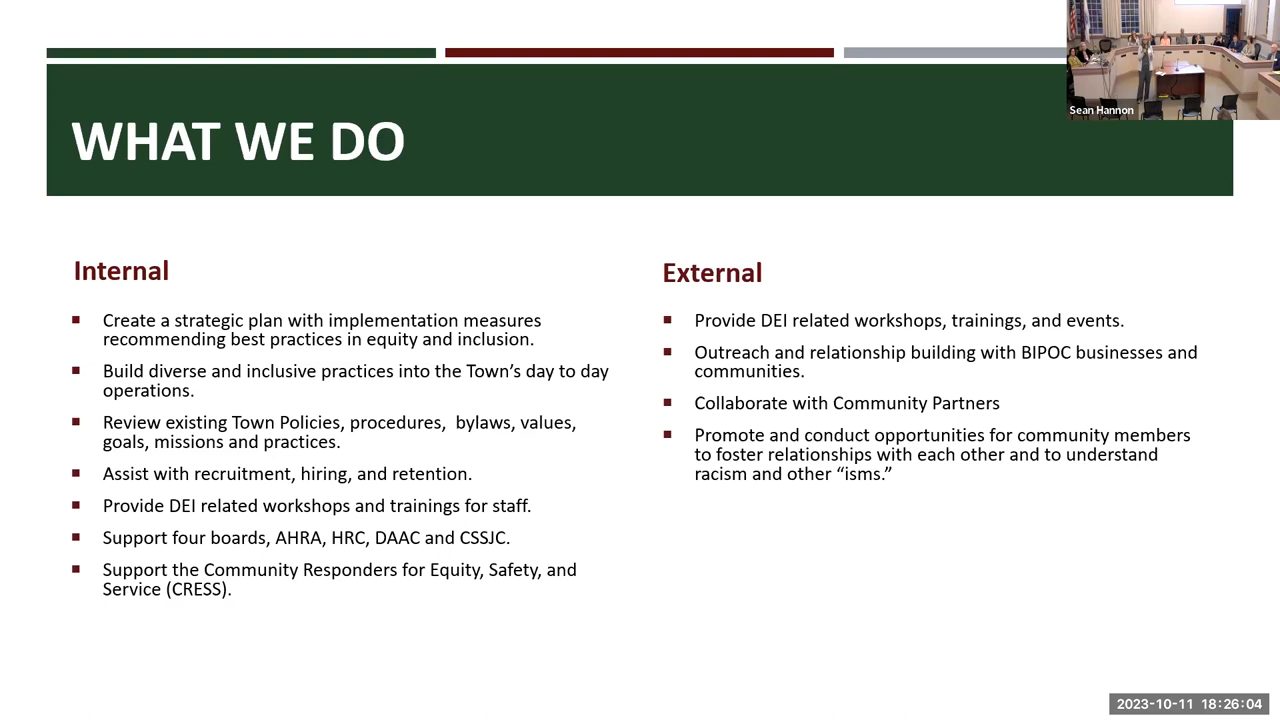 Sean Hannon
WHAT WE DO
Internal
Create a strategic plan with implementation measures
recommending best practices in equity and inclusion.
Build diverse and inclusive practices into the Town’s day to day
operations.
Review existing Town Policies, procedures,  bylaws, values,
goals, missions and practices.
Assist with recruitment, hiring, and retention.
Provide DEI related workshops and trainings for staff.
Support four boards, AHRA, HRC, DAAC and CSSJC.
Support the Community Responders for Equity, Safety, and
Service (CRESS).
External
Provide DEI related workshops, trainings, and events.
Outreach and relationship building with BIPOC businesses and
communities.
Collaborate with Community Partners
Promote and conduct opportunities for community members
to foster relationships with each other and to understand
racism and other “isms.”
2023-10-11 18:26:04